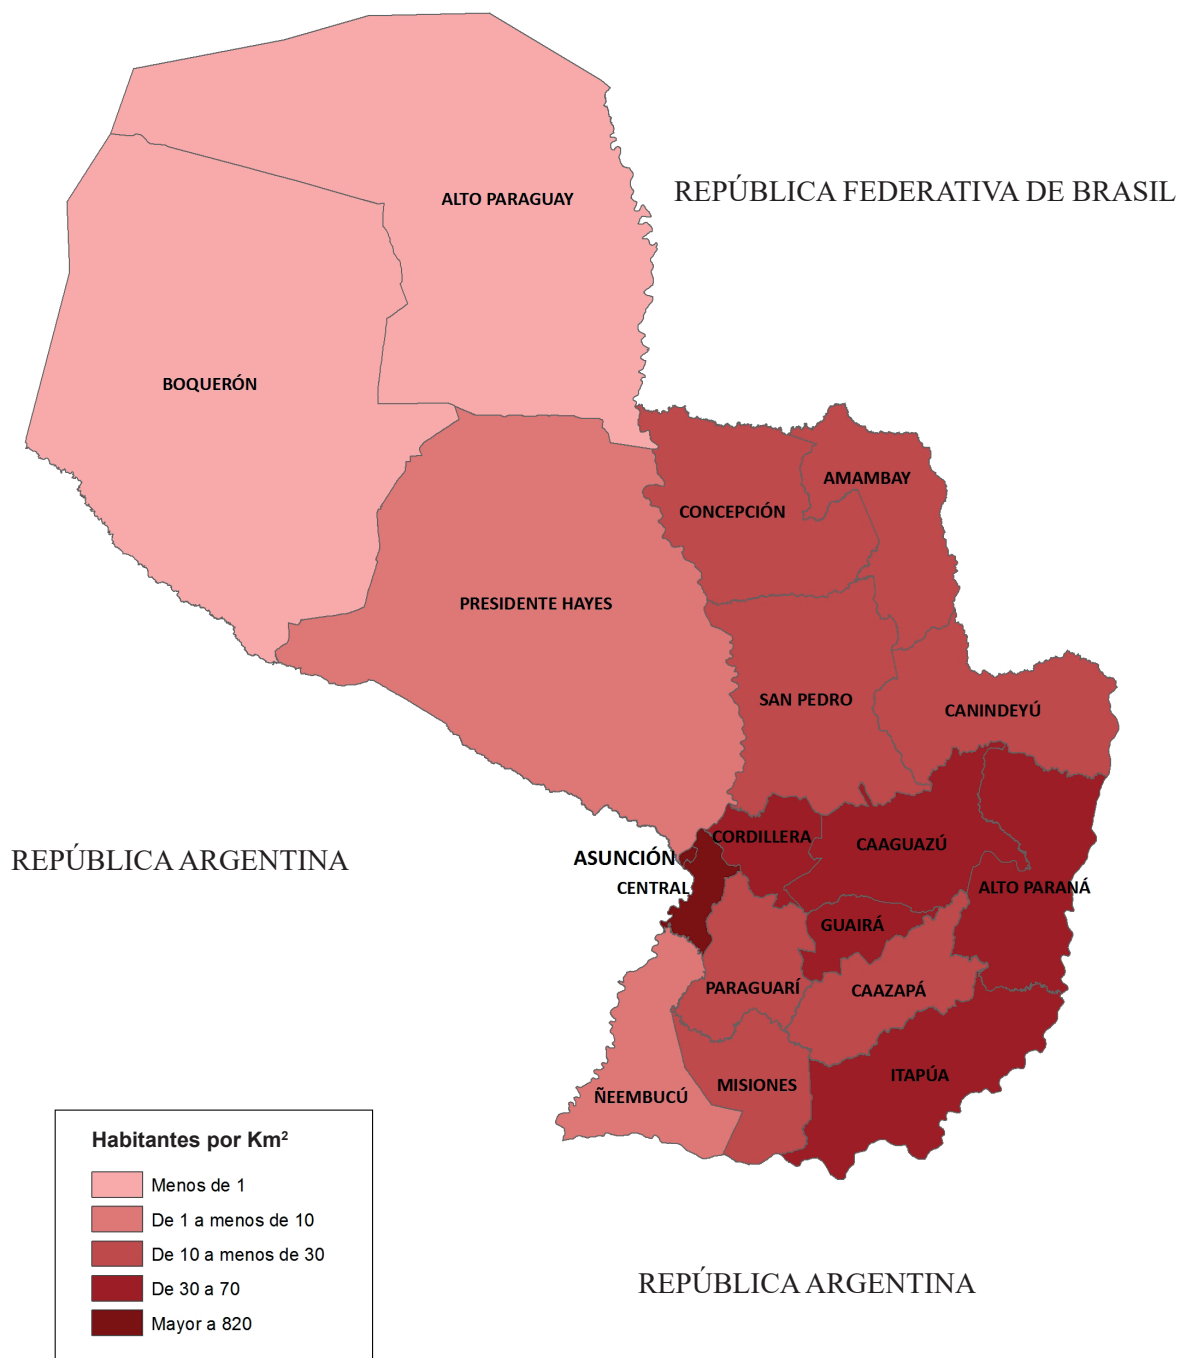 ALTO PARAGUAY
REPÚBLICA FEDERATIVA DE BRASIL
BOQUERÓN
AMAMBAY
CONCEPCIÓN
PRESIDENTE HAYES
SAN PEDRO
CANINDEYÚ
CORDILLERA
CAAGUAZÚ
ASUNCIÓN
REPÚBLICA ARGENTINA
CENTRAL
ALTO PARANÁ
GUAIRÁ
PARAGUARÍ
CAAZAPÁ
ITAPÚA
MISIONES
ÑEEMBUCÚ
Habitantes por Km²
Menos de 1
De 1 a menos de 10
De 10 a menos de 30
De 30 a 70
Mayor a 820
REPÚBLICA ARGENTINA